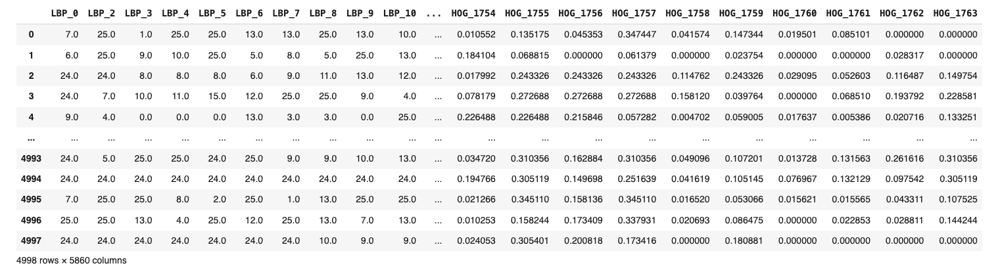 LBP_0 LBP_2 LBP_3 LBP_4 LBP_5 LBP_6 LBP_7 LBP_8 LBP_9 LBP_10 ... HOG_1754 HOG_1755 HOG_1756 HOG_1757 HOG_1758 HOG_1759 HOG_1760 HOG_1761 HOG_1762 HOG_1763
0 7.0 25.0 1.0 25.0 25.0 13.0 13.0 25.0 13.0 10.0 ... 0.010552 0.135175 0.045353 0.347447 0.041574 0.147344 0.019501 0.085101 0.000000 0.000000
1 6.0 25.0 9.0 10.0 25.0 5.0 8.0 5.0 25.0 13.0 ... 0.184104 0.068815 0.000000 0.061379 0.000000 0.023754 0.000000 0.000000 0.028317 0.000000
2 24.0 24.0 8.0 8.0 8.0 6.0 9.0 11.0 13.0 12.0 ... 0.017992 0.243326 0.243326 0.243326 0.114762 0.243326 0.029095 0.052603 0.116487 0.149754
3 24.0 7.0 10.0 11.0 15.0 12.0 25.0 25.0 9.0 4.0 ... 0.078179 0.272688 0.272688 0.272688 0.158120 0.039764 0.000000 0.068510 0.193792 0.228581
4 9.0 4.0 0.0 0.0 0.0 13.0 3.0 3.0 0.0 25.0 ... 0.226488 0.226488 0.215846 0.057282 0.004702 0.059005 0.017637 0.005386 0.020716 0.133251
... ... ... ... ... ... ... ... ... ... ... ... ... ... ... ... ... ... ... ... ... ...
4993 24.0 5.0 25.0 25.0 24.0 25.0 9.0 9.0 10.0 13.0 ... 0.034720 0.310356 0.162884 0.310356 0.049096 0.107201 0.013728 0.131563 0.261616 0.310356
4994 24.0 24.0 24.0 24.0 24.0 24.0 24.0 24.0 24.0 24.0 ... 0.194766 0.305119 0.149698 0.251639 0.041619 0.105145 0.076967 0.132129 0.097542 0.305119
4995 7.0 25.0 25.0 8.0 2.0 25.0 1.0 13.0 25.0 25.0 ... 0.021266 0.345110 0.158136 0.345110 0.016520 0.053066 0.015621 0.015565 0.043311 0.107525
4996 25.0 25.0 13.0 4.0 25.0 12.0 25.0 13.0 7.0 13.0 ... 0.010253 0.158244 0.173409 0.337931 0.020693 0.086475 0.000000 0.022853 0.028811 0.144244
4997 24.0 24.0 24.0 24.0 24.0 24.0 24.0 10.0 9.0 9.0 ... 0.024053 0.305401 0.200818 0.173416 0.000000 0.180881 0.000000 0.000000 0.000000 0.000000
4998 rows × 5860 columns